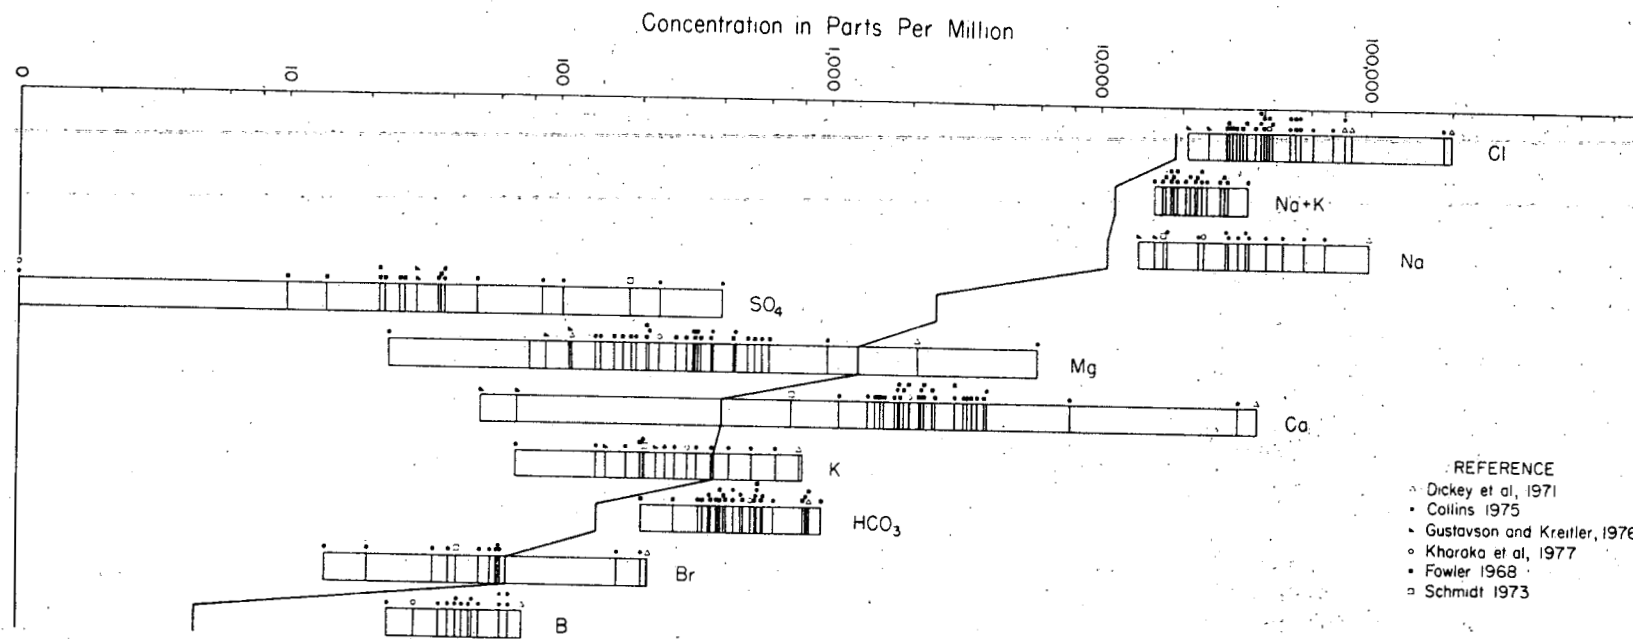 Concentration in Parts Per Million
0
10
100
1,000
10,000
100,000
Cl
Na+K
Na
SO₄
Mg
Ca
K
HCO₃
Br
B
REFERENCE
Dickey et al, 1971
Collins 1975
Gustavson and Kreitler, 1976
Kharaka et al, 1977
Fowler 1968
Schmidt 1973